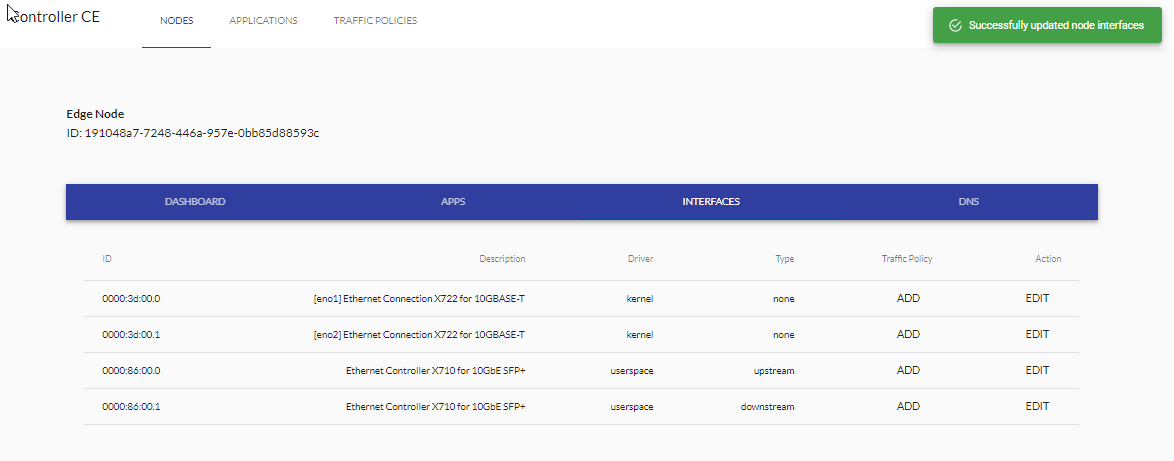 ontroller CE NODES APPLICATIONS TRAFFIC POLICIES Successfully updated node interfaces
Edge Node
ID: 191048a7-7248-446a-957e-0bb85d88593c
DASHBOARD APPS INTERFACES DNS
ID Description Driver Type Traffic Policy Action
0000:3d:00.0 [eno1] Ethernet Connection X722 for 10GBASE-T kernel none ADD EDIT
0000:3d:00.1 [eno2] Ethernet Connection X722 for 10GBASE-T kernel none ADD EDIT
0000:86:00.0 Ethernet Controller X710 for 10GbE SFP+ userspace upstream ADD EDIT
0000:86:00.1 Ethernet Controller X710 for 10GbE SFP+ userspace downstream ADD EDIT